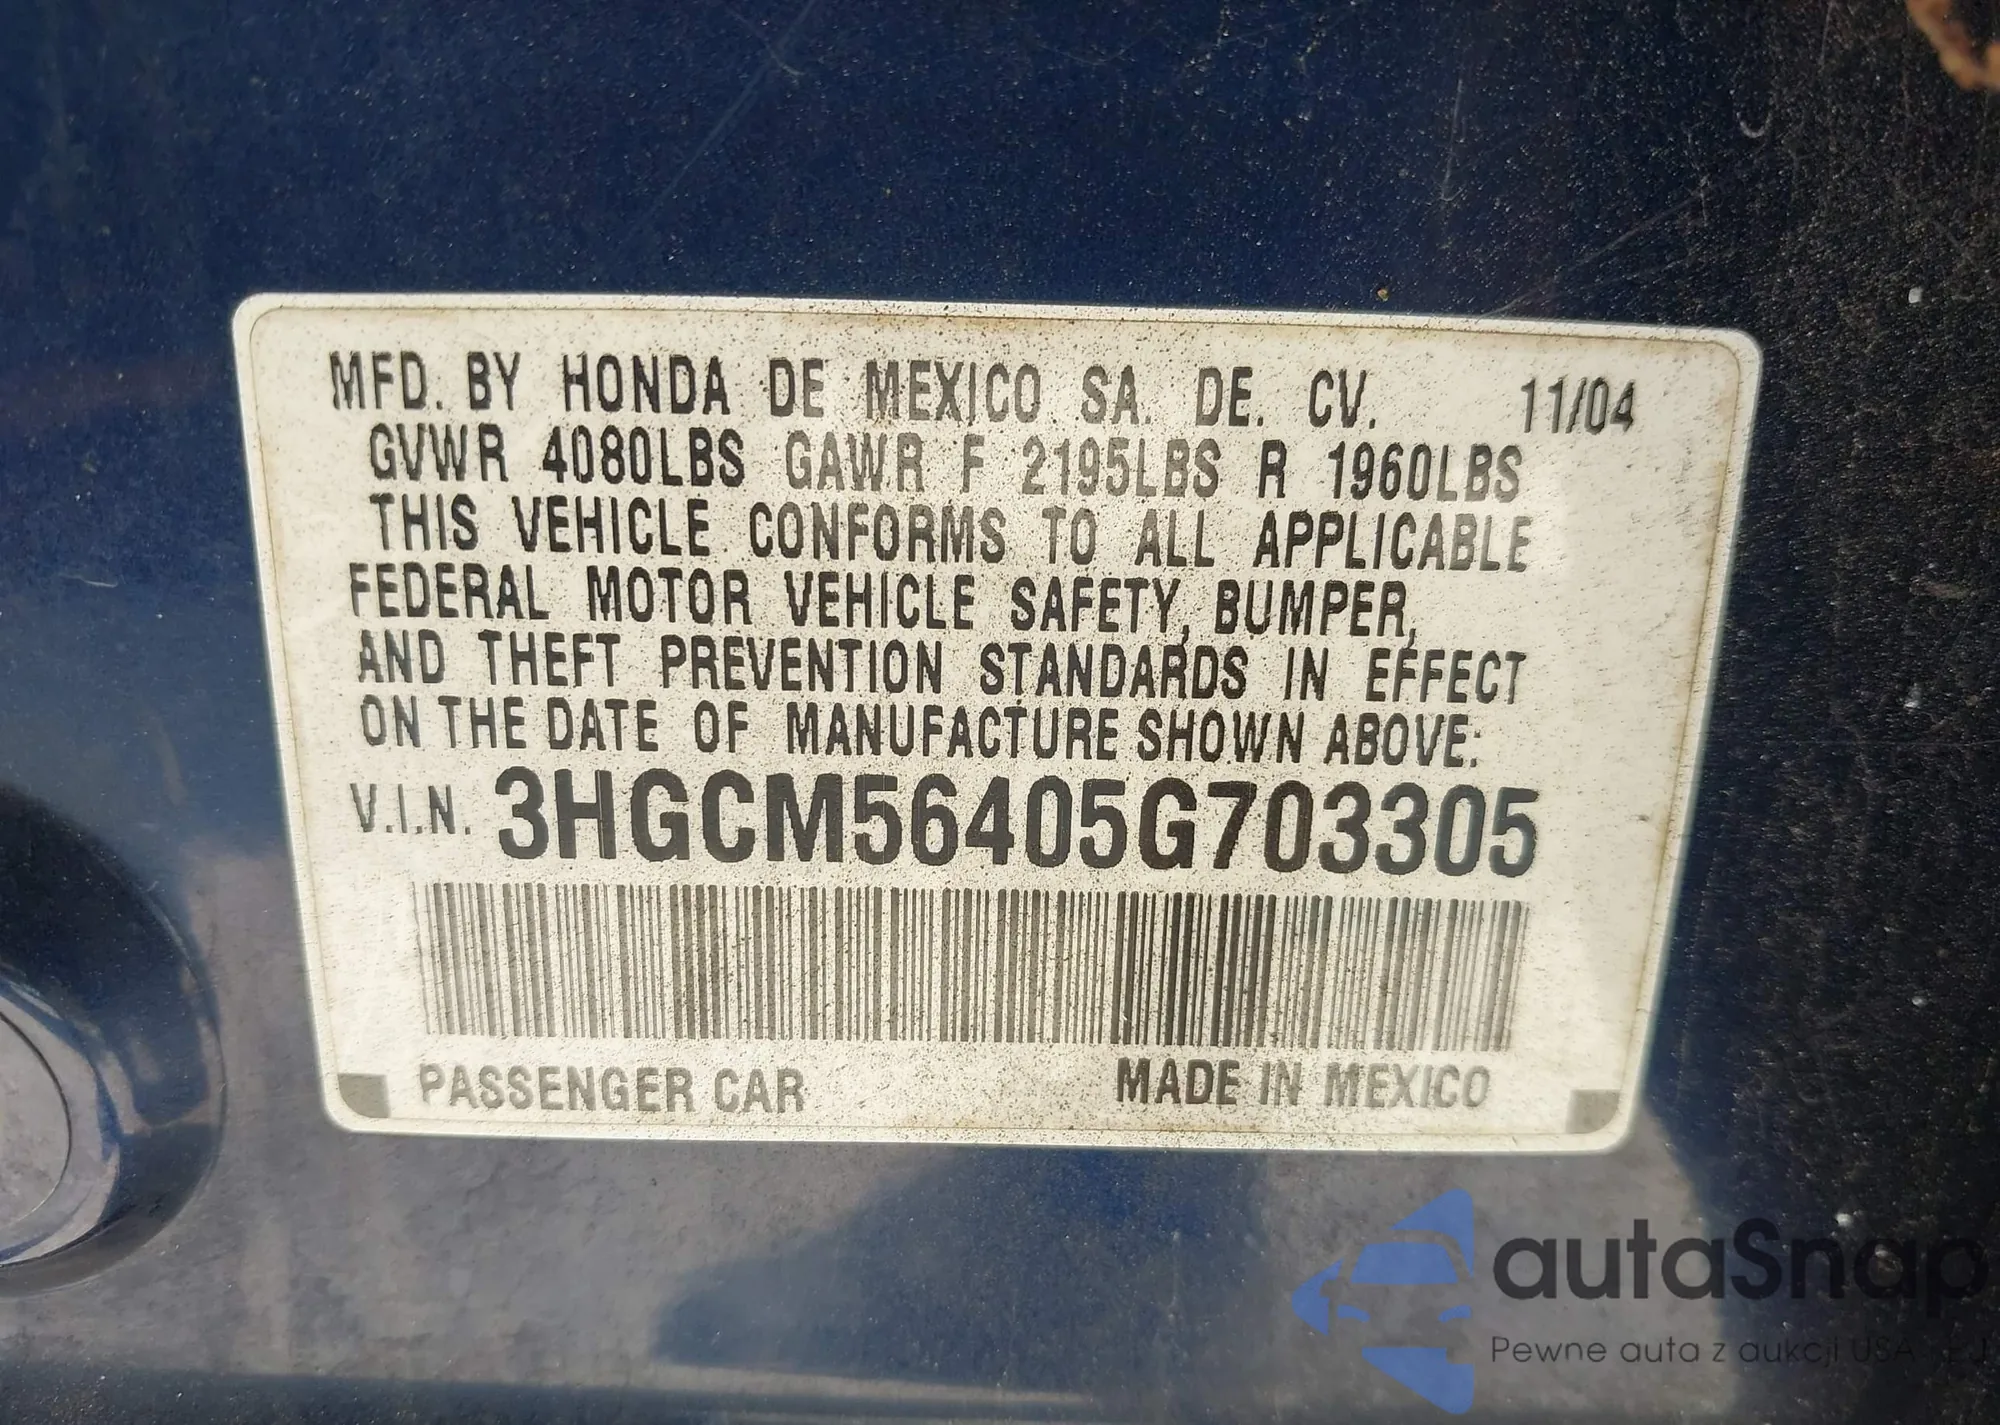 MFD. BY HONDA DE MEXICO SA. DE. CV. 11/04
GVWR 4080LBS GAWR F 2195LBS R 1960LBS
THIS VEHICLE CONFORMS TO ALL APPLICABLE
FEDERAL MOTOR VEHICLE SAFETY, BUMPER,
AND THEFT PREVENTION STANDARDS IN EFFECT
ON THE DATE OF MANUFACTURE SHOWN ABOVE:
V.I.N. 3HGCM56405G703305
PASSENGER CAR MADE IN MEXICO
autaSnap
Pewne auta z aukcji USA